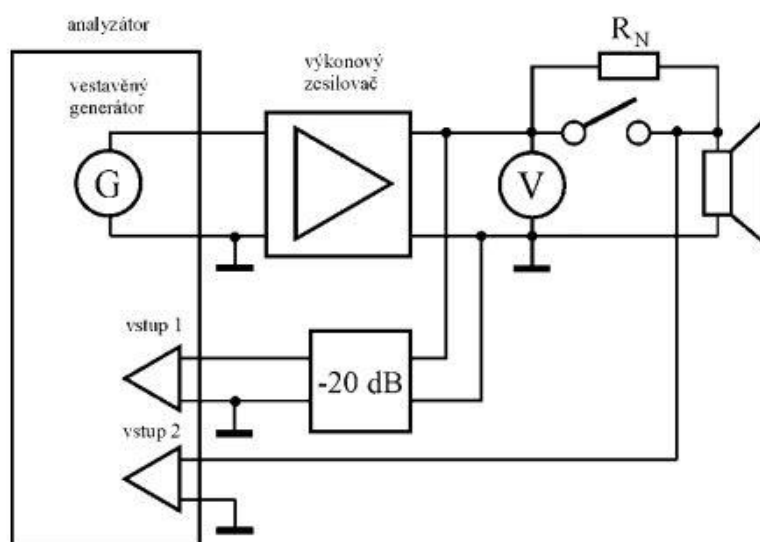 analyzátor
vestavěný
generátor
G
výkonový
zesilovač
R_N
V
vstup 1
-20 dB
vstup 2